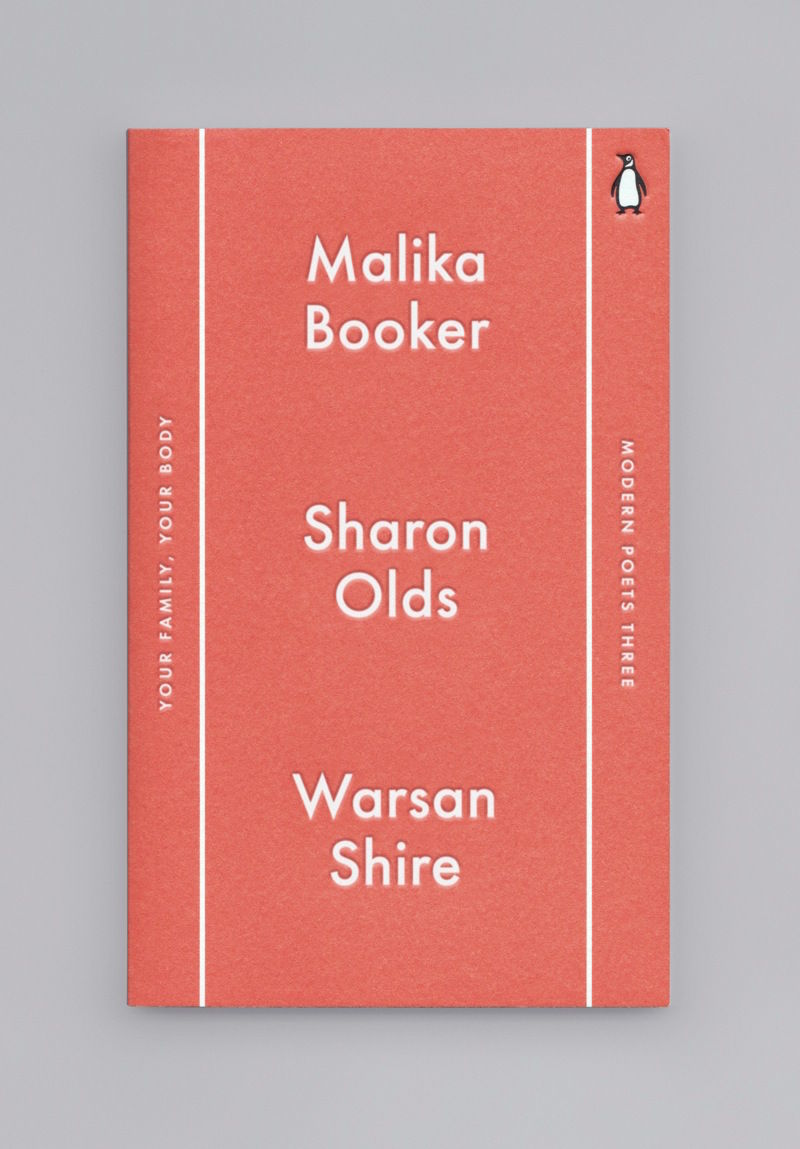 Malika
Booker
Sharon
Olds
Warsan
Shire
YOUR FAMILY, YOUR BODY
MODERN POETS THREE